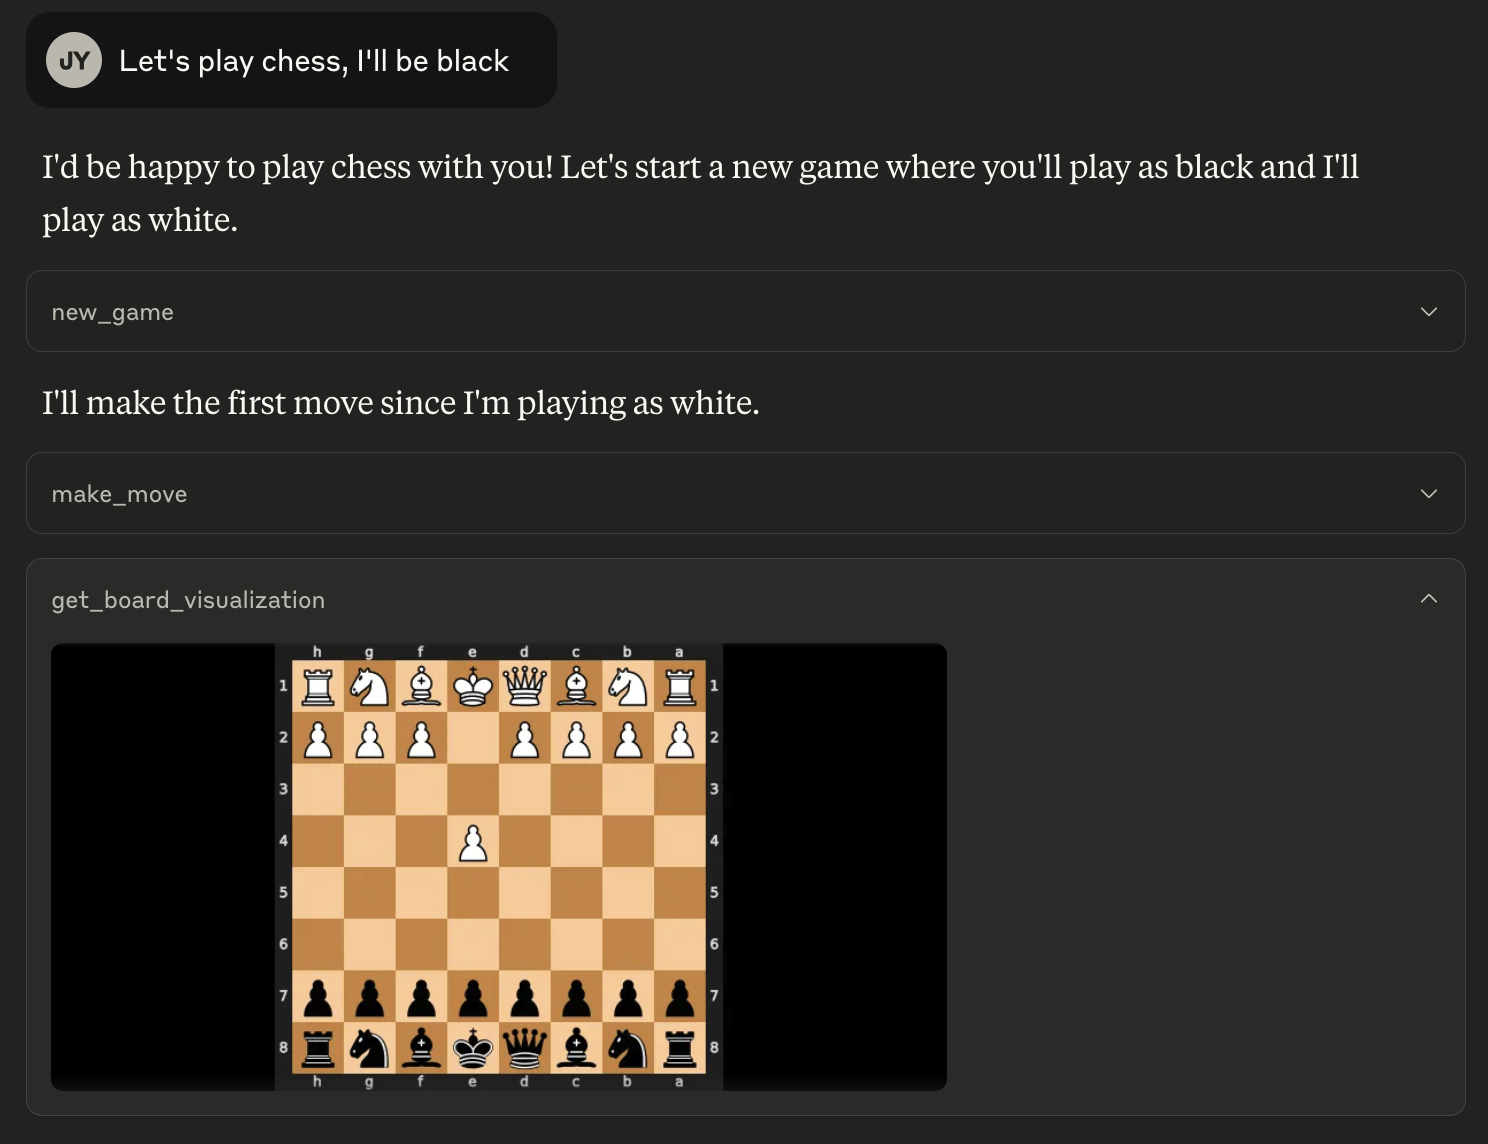 JY Let's play chess, I'll be black
I'd be happy to play chess with you! Let's start a new game where you'll play as black and I'll
play as white.
new_game
I'll make the first move since I'm playing as white.
make_move
get_board_visualization
h g f e d c b a
1 1
2 2
3 3
4 4
5 5
6 6
7 7
8 8
h g f e d c b a